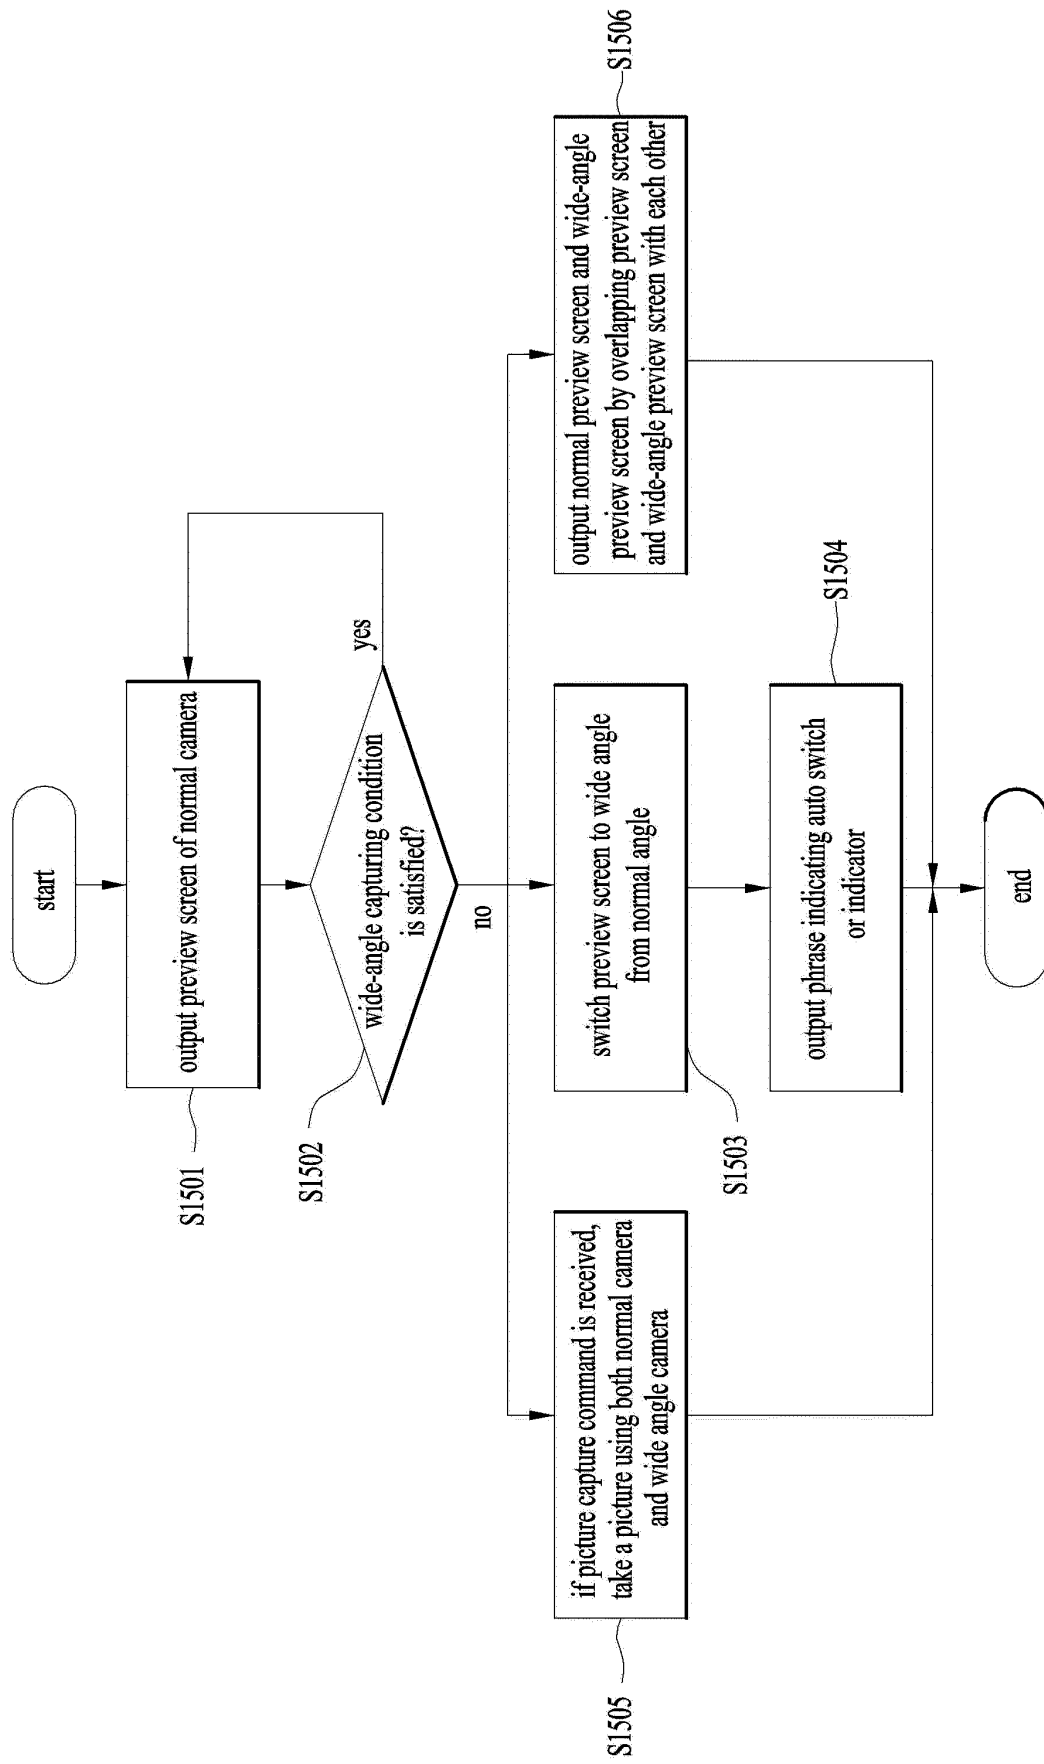 start
output preview screen of normal camera
S1501
wide-angle capturing condition
is satisfied?
S1502
yes
no
if picture capture command is received,
take a picture using both normal camera
and wide angle camera
S1505
switch preview screen to wide angle
from normal angle
S1503
output normal preview screen and wide-angle
preview screen by overlapping preview screen
and wide-angle preview screen with each other
S1506
output phrase indicating auto switch
or indicator
S1504
end